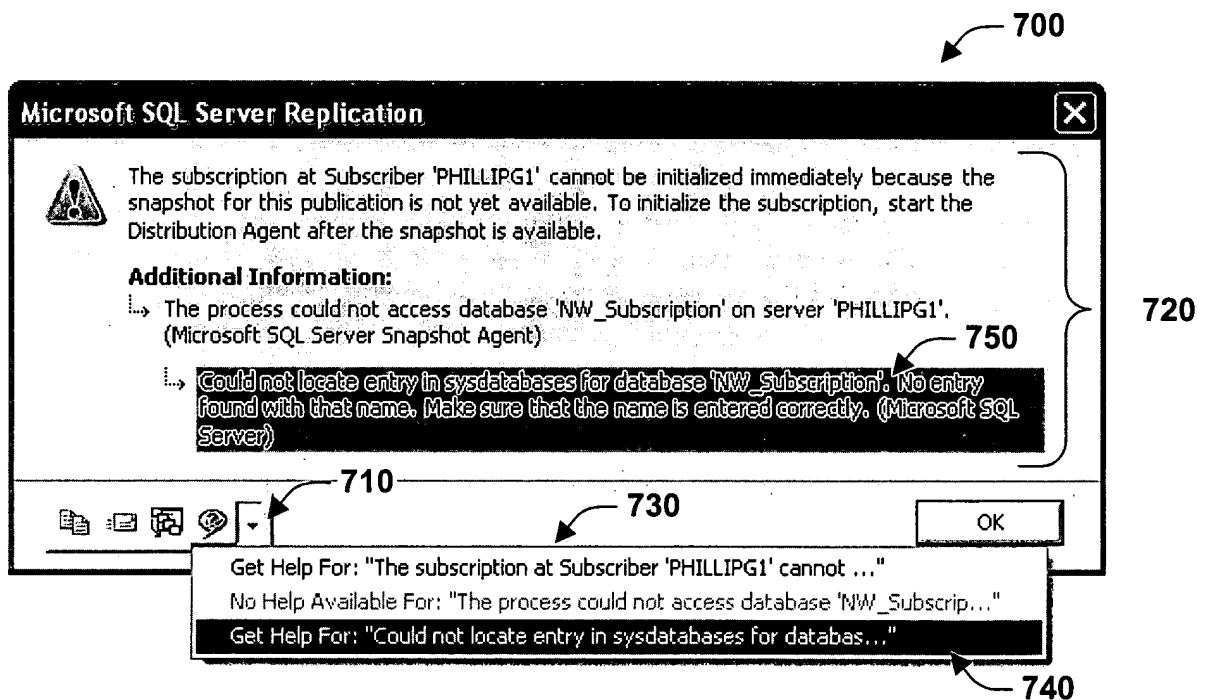 700
Microsoft SQL Server Replication
The subscription at Subscriber 'PHILLIPG1' cannot be initialized immediately because the
snapshot for this publication is not yet available. To initialize the subscription, start the
Distribution Agent after the snapshot is available.
Additional Information:
The process could not access database 'NW_Subscription' on server 'PHILLIPG1'.
(Microsoft SQL Server Snapshot Agent)
720
750
Could not locate entry in sysdatabases for database 'NW_Subscription'. No entry
found with that name. Make sure that the name is entered correctly. (Microsoft SQL
Server)
710
730
OK
Get Help For: "The subscription at Subscriber 'PHILLIPG1' cannot ..."
No Help Available For: "The process could not access database 'NW_Subscrip..."
Get Help For: "Could not locate entry in sysdatabases for databas..."
740